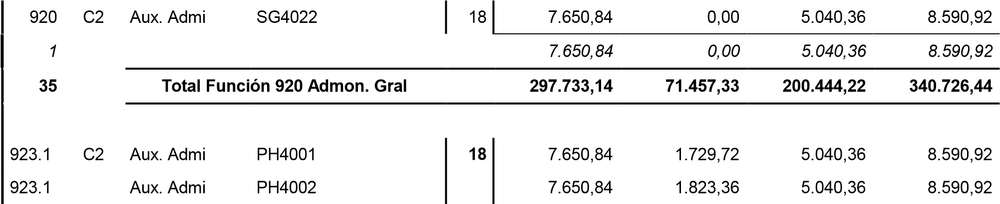 920 C2 Aux. Admi SG4022 18 7.650,84 0,00 5.040,36 8.590,92
1 7.650,84 0,00 5.040,36 8.590,92
35 Total Función 920 Admon. Gral 297.733,14 71.457,33 200.444,22 340.726,44
923.1 C2 Aux. Admi PH4001 18 7.650,84 1.729,72 5.040,36 8.590,92
923.1 Aux. Admi PH4002 7.650,84 1.823,36 5.040,36 8.590,92